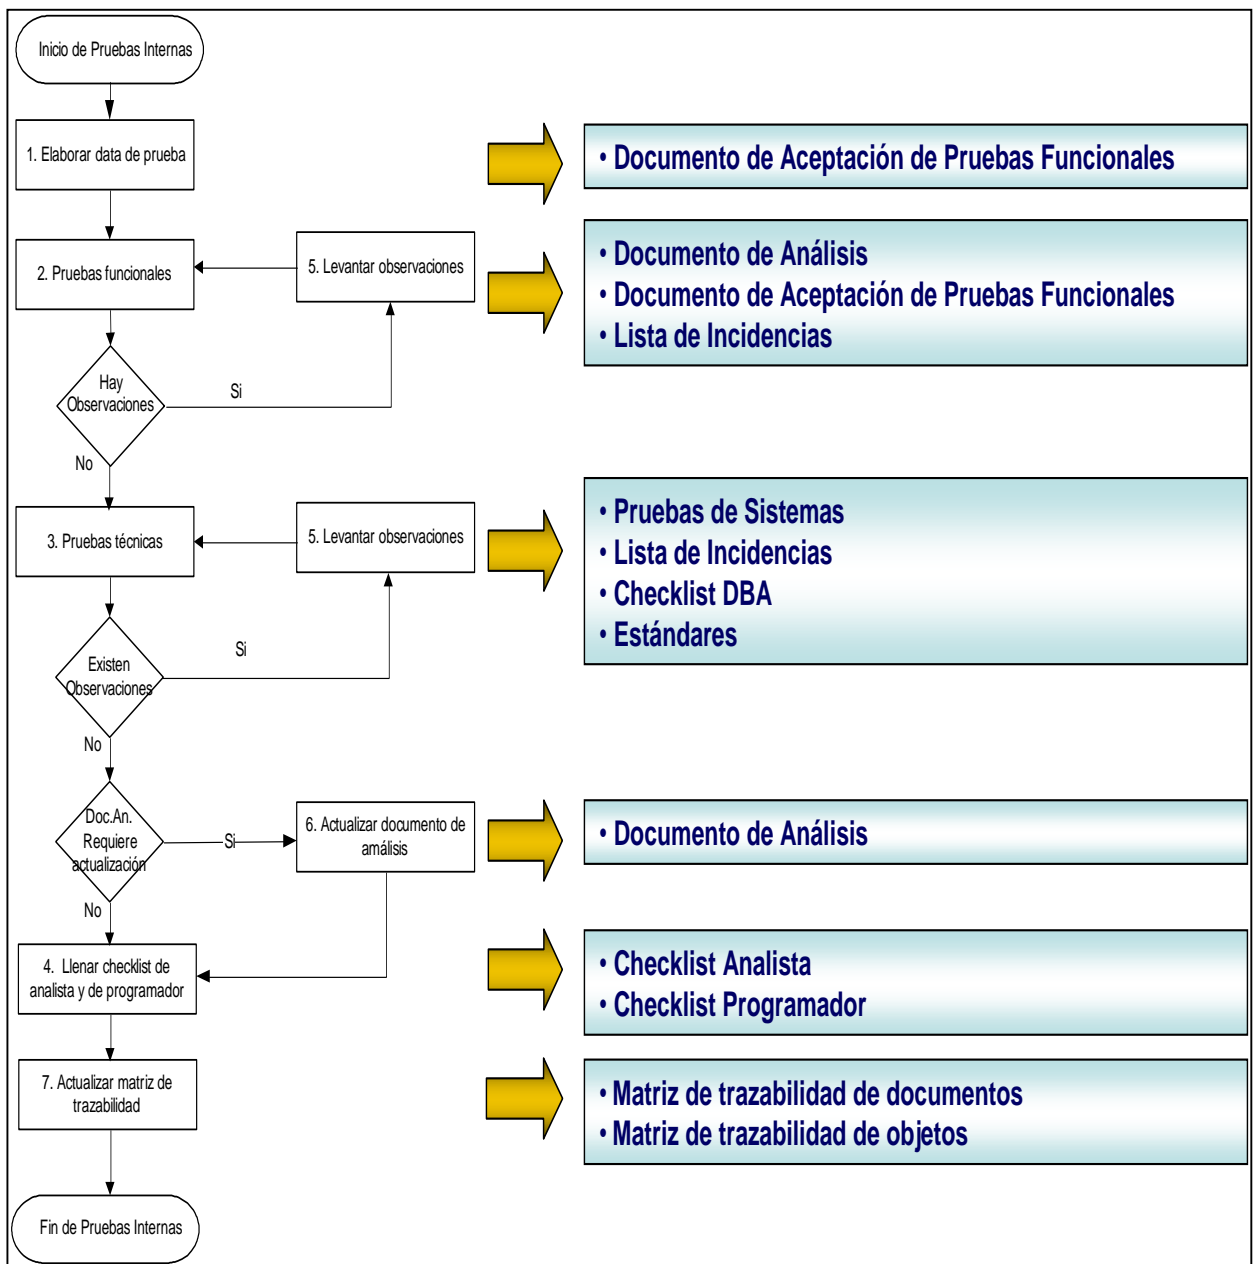 Inicio de Pruebas Internas
1. Elaborar data de prueba
• Documento de Aceptación de Pruebas Funcionales
2. Pruebas funcionales
5. Levantar observaciones
• Documento de Análisis
• Documento de Aceptación de Pruebas Funcionales
• Lista de Incidencias
Hay
Observaciones
Si
No
3. Pruebas técnicas
5. Levantar observaciones
• Pruebas de Sistemas
• Lista de Incidencias
• Checklist DBA
• Estándares
Existen
Observaciones
Si
No
Doc.An.
Requiere
actualización
Si
6. Actualizar documento de
amálisis
• Documento de Análisis
No
4. Llenar checklist de
analista y de programador
• Checklist Analista
• Checklist Programador
7. Actualizar matriz de
trazabilidad
• Matriz de trazabilidad de documentos
• Matriz de trazabilidad de objetos
Fin de Pruebas Internas